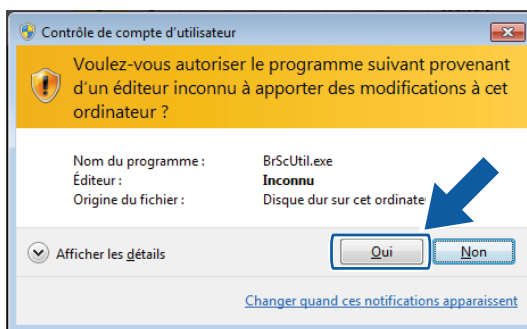 Contrôle de compte d'utilisateur
Voulez-vous autoriser le programme suivant provenant
d'un éditeur inconnu à apporter des modifications à cet
ordinateur ?
Nom du programme : BrScUtil.exe
Éditeur : Inconnu
Origine du fichier : Disque dur sur cet
Afficher les détails Oui Non
Changer quand ces notifications apparaissent